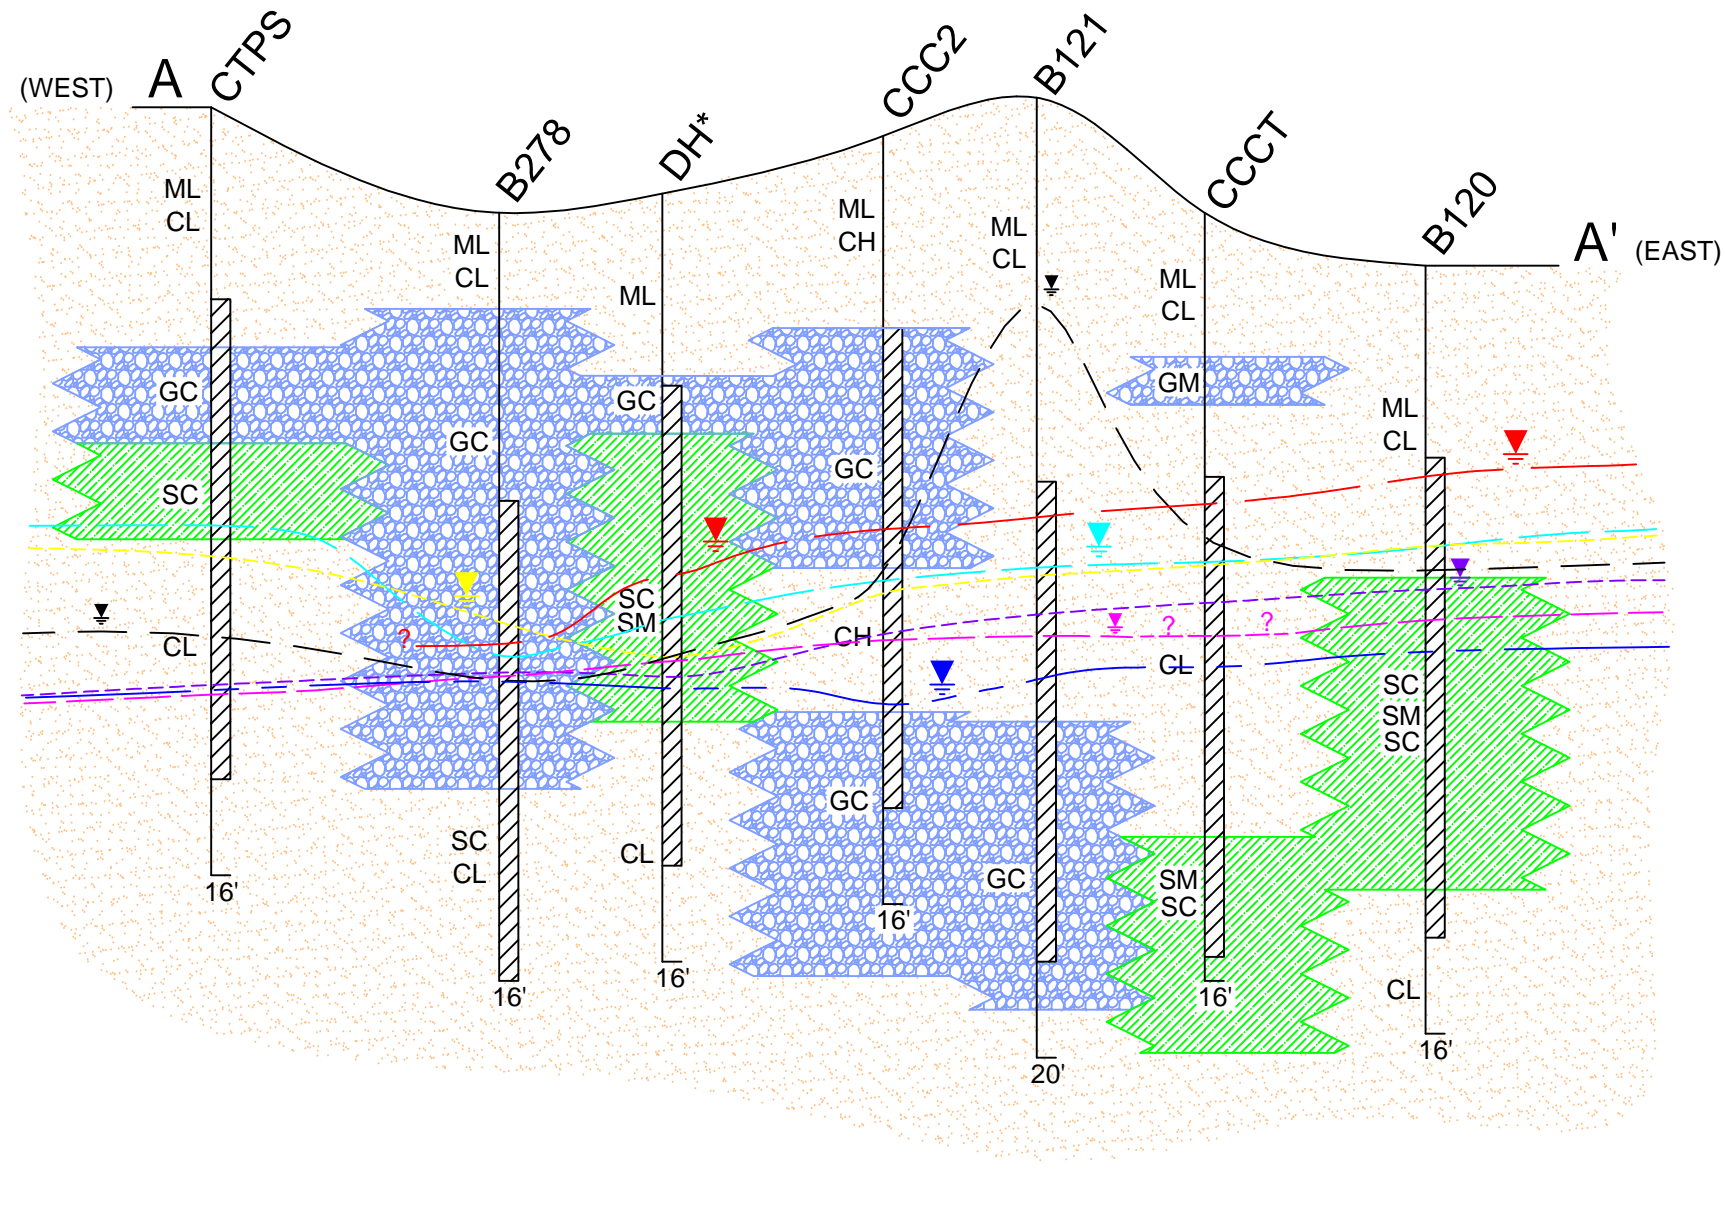 (WEST)
A
CTPS
B278
DH*
CCC2
B121
CCCT
B120
A'
(EAST)
ML
CL
GC
SC
CL
16'
ML
CL
GC
SC
CL
16'
ML
GC
SC
SM
CL
16'
ML
CH
GC
CH
GC
16'
ML
CL
GC
20'
ML
CL
GM
CL
SM
SC
16'
ML
CL
SC
SM
SC
CL
16'
?
?
?